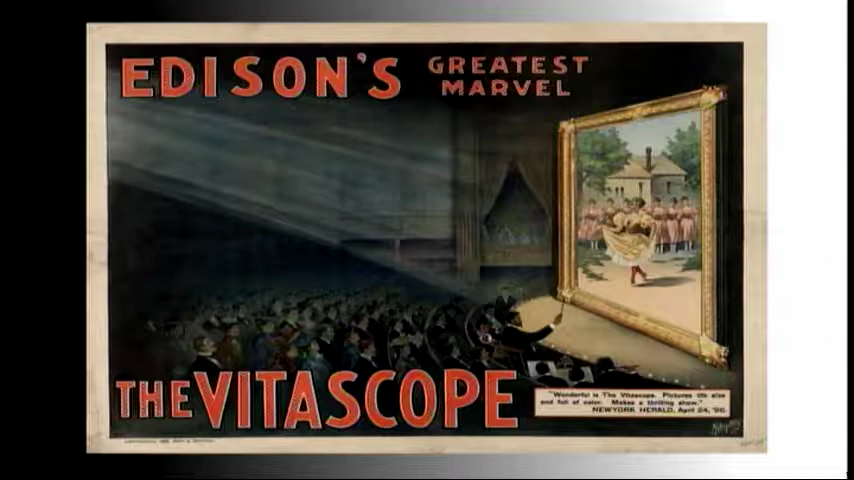 EDISON'S
GREATEST
MARVEL
THE VITASCOPE
"Wonderful is The Vitascope. Pictures life size
and full of color. Makes a thrilling show."
NEW YORK HERALD, April 24, '96.